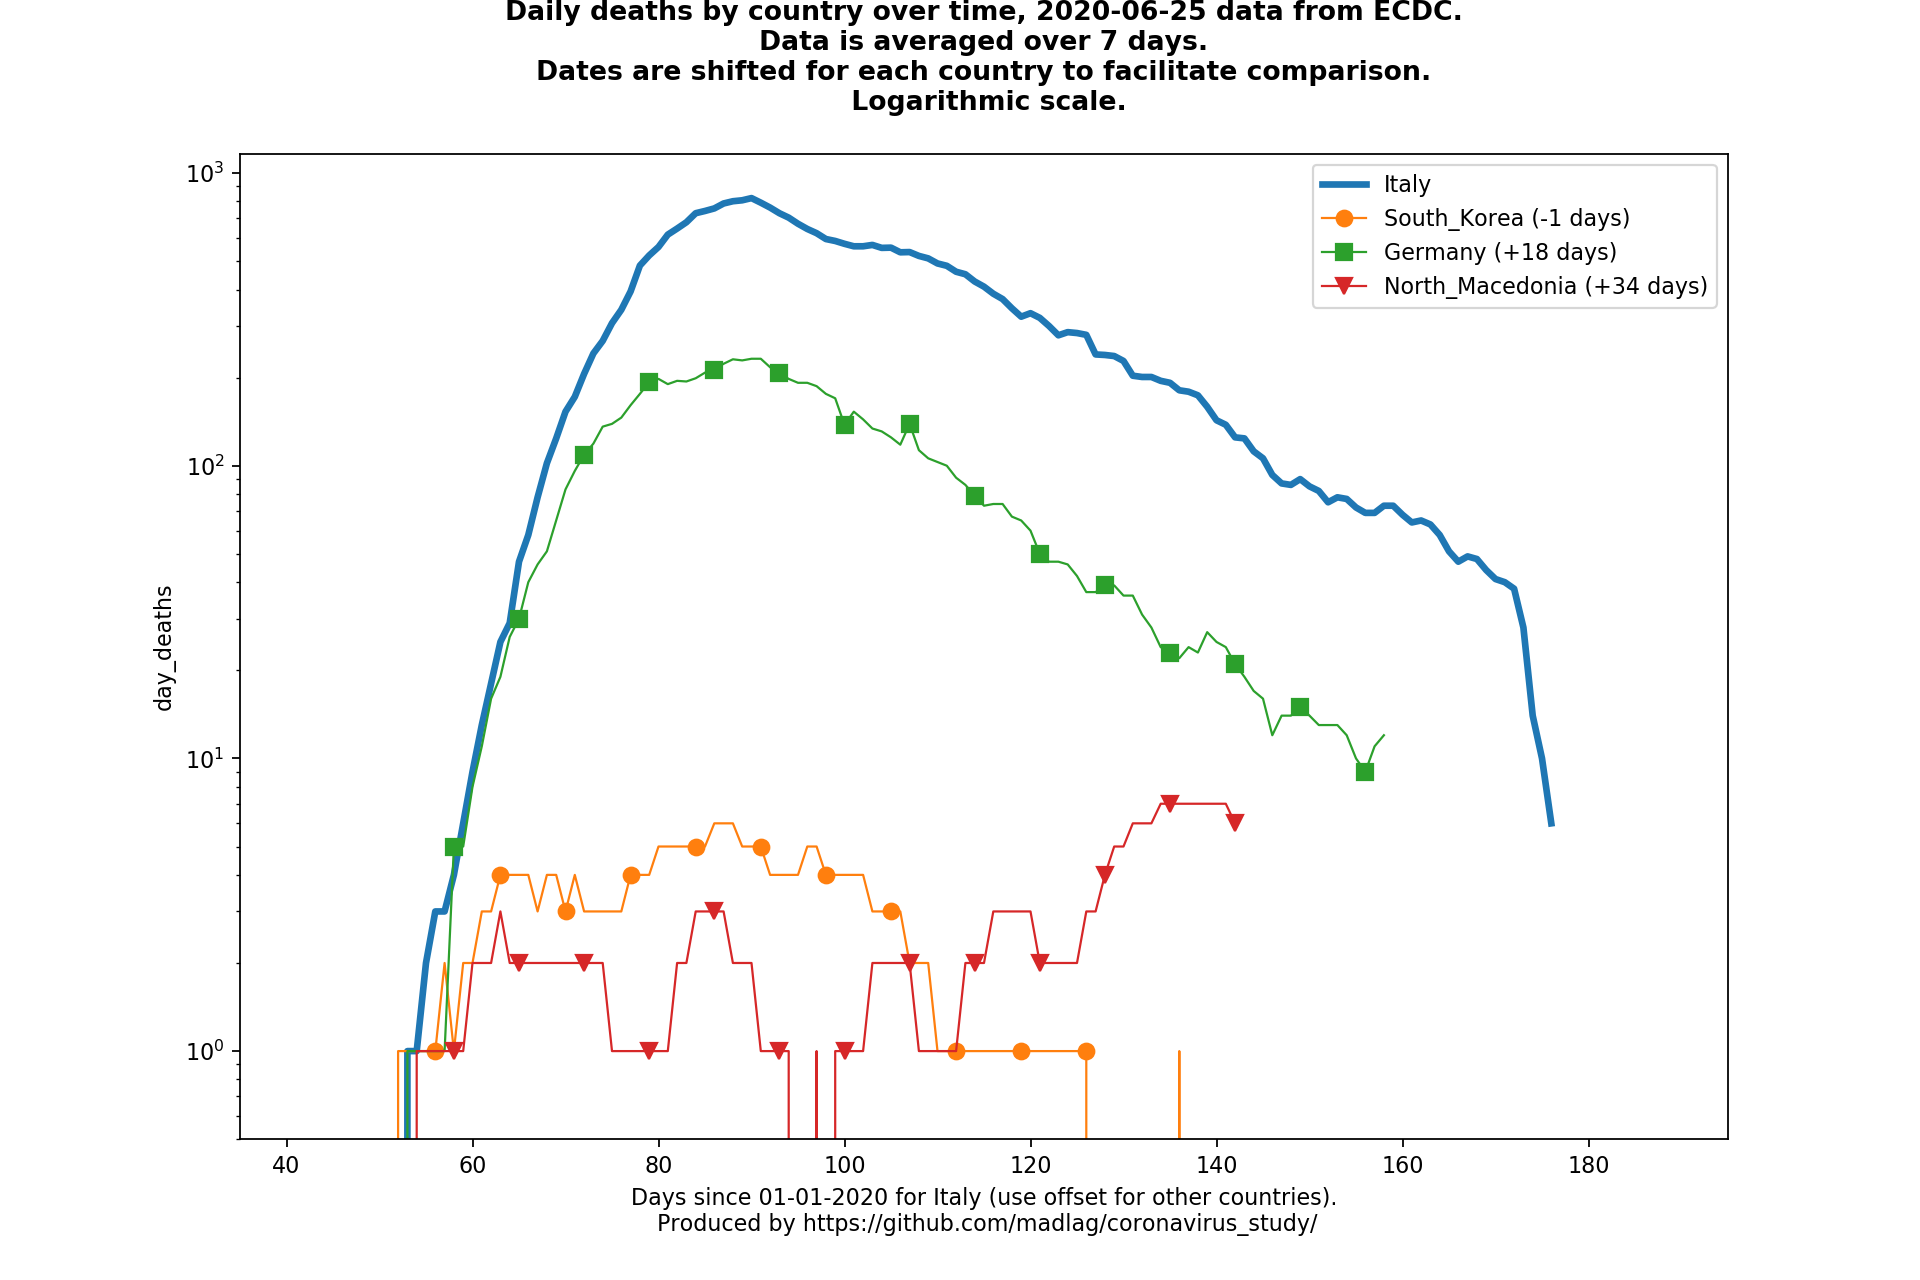 Daily deaths by country over time, 2020-06-25 data from ECDC.
Data is averaged over 7 days.
Dates are shifted for each country to facilitate comparison.
Logarithmic scale.
Italy
South_Korea (-1 days)
Germany (+18 days)
North_Macedonia (+34 days)
day_deaths
10³
10²
10¹
10⁰
40 60 80 100 120 140 160 180
Days since 01-01-2020 for Italy (use offset for other countries).
Produced by https://github.com/madlag/coronavirus_study/